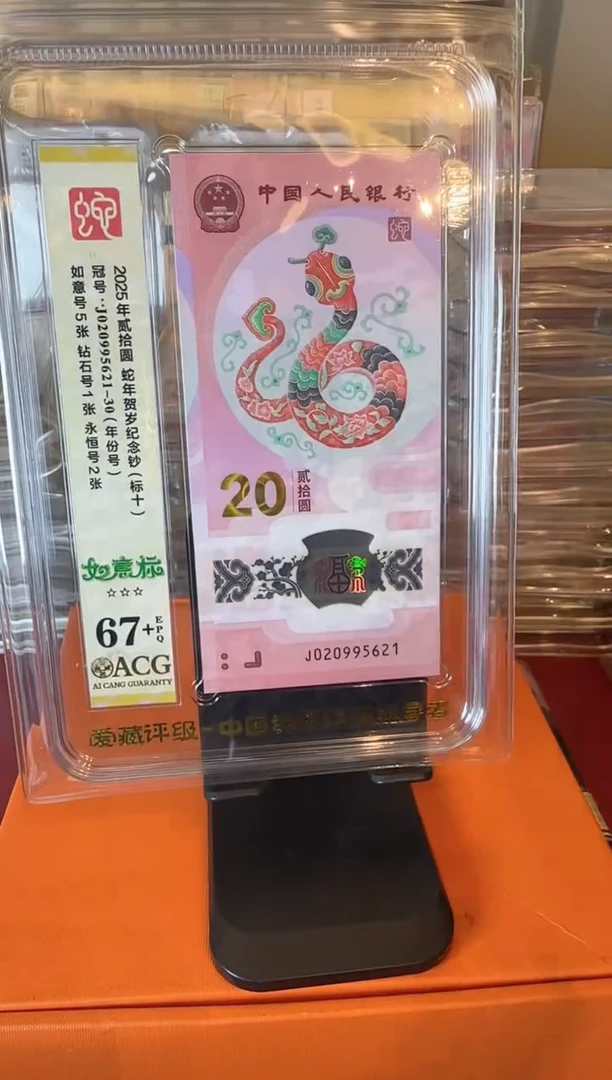 蛇
2025年贰拾圆 蛇年贺岁纪念钞（标十）
冠号：J020995621-30（年份号）
如意号5张 钻石号1张 永恒号2张
如意标
☆☆☆
67+EPQ
ACG
AI CANG GUARANTY
中国人民银行
蛇
20
贰拾圆
福
J020995621
爱藏评级-中国